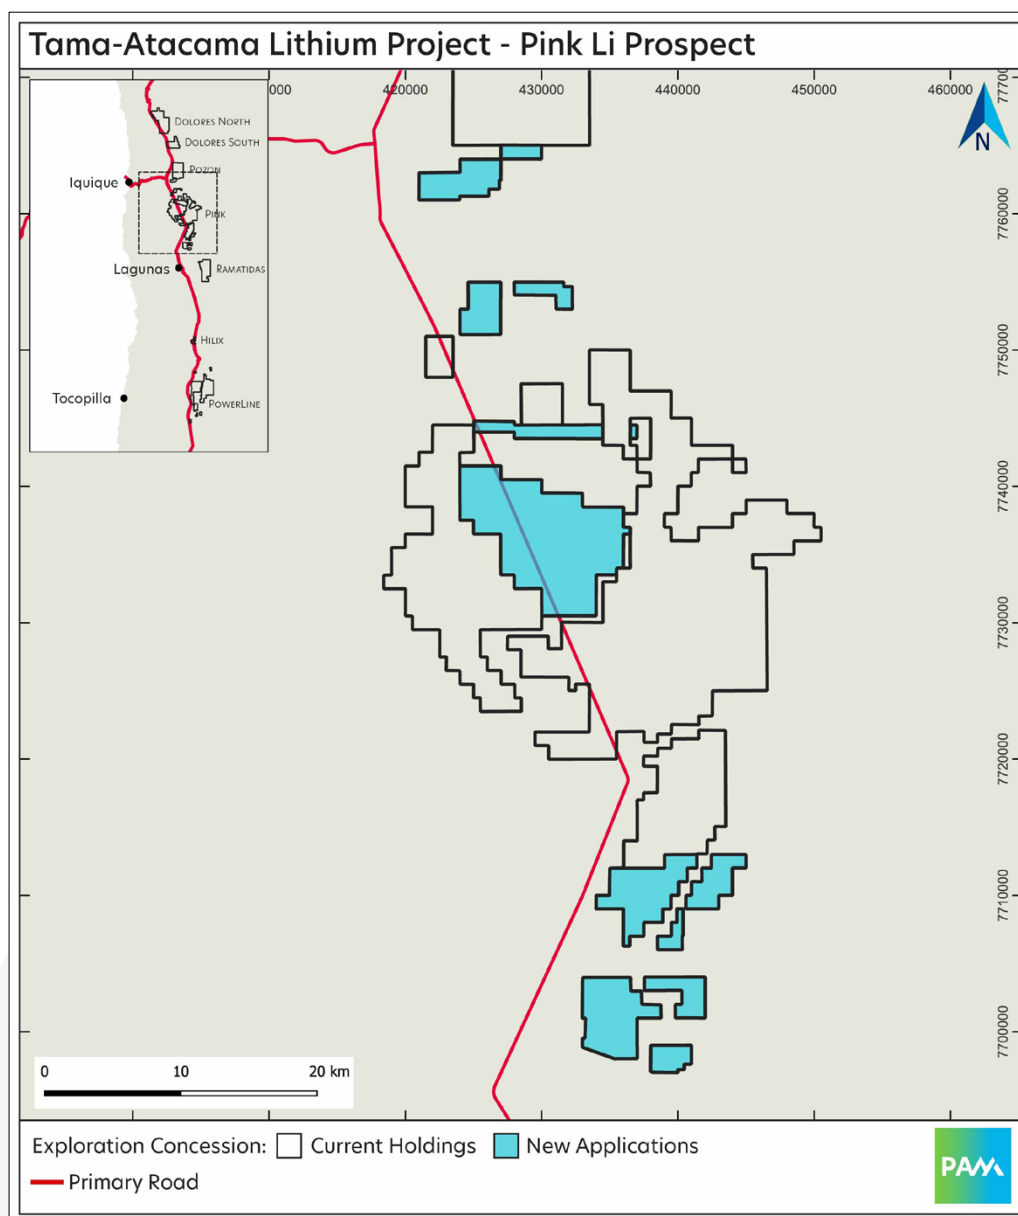 Tama-Atacama Lithium Project - Pink Li Prospect
0000
420000
430000
440000
450000
460000
77700
7760000
7750000
7740000
7730000
7720000
7710000
7700000
N
DOLORES NORTH
DOLORES SOUTH
POZON
Iquique
PINK
Lagunas
RAMATIDAS
HILIX
Tocopilla
POWERLINE
0 10 20 km
Exploration Concession: Current Holdings New Applications
Primary Road
PAM